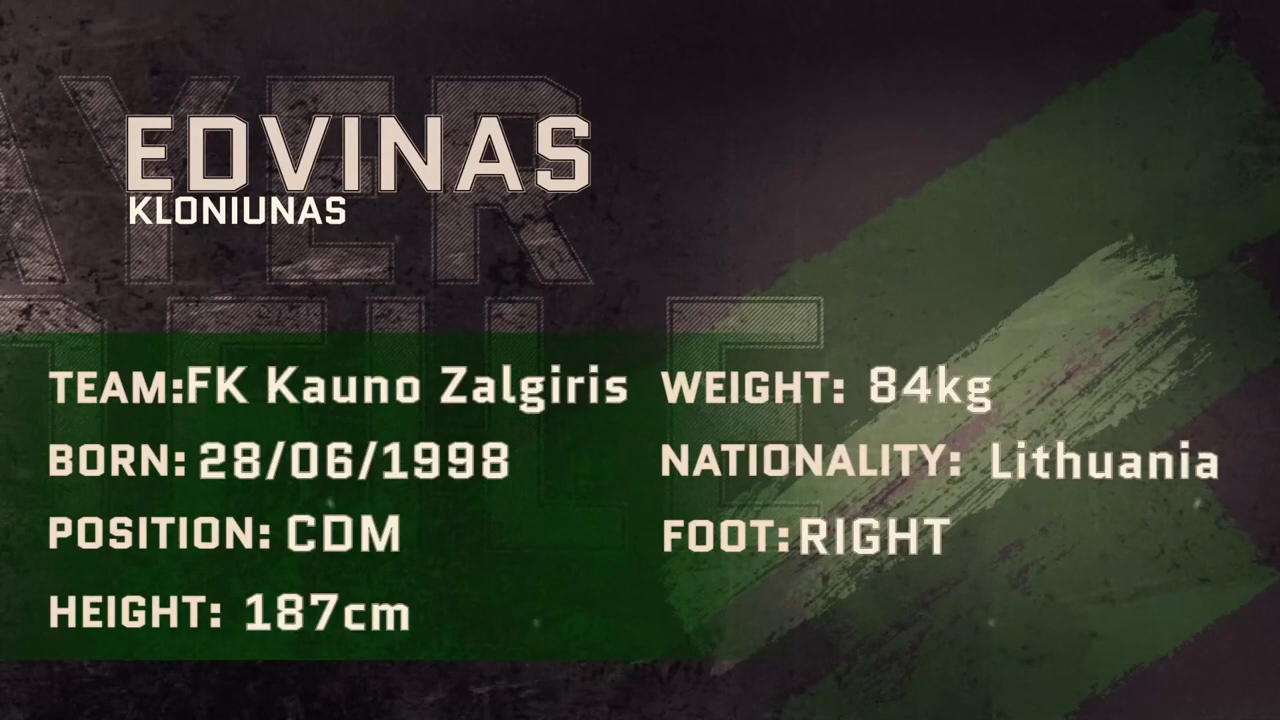 AYER
EDVINAS
KLONIUNAS
TEAM:FK Kauno Zalgiris
BORN: 28/06/1998
POSITION: CDM
HEIGHT: 187cm
WEIGHT: 84kg
NATIONALITY: Lithuania
FOOT:RIGHT